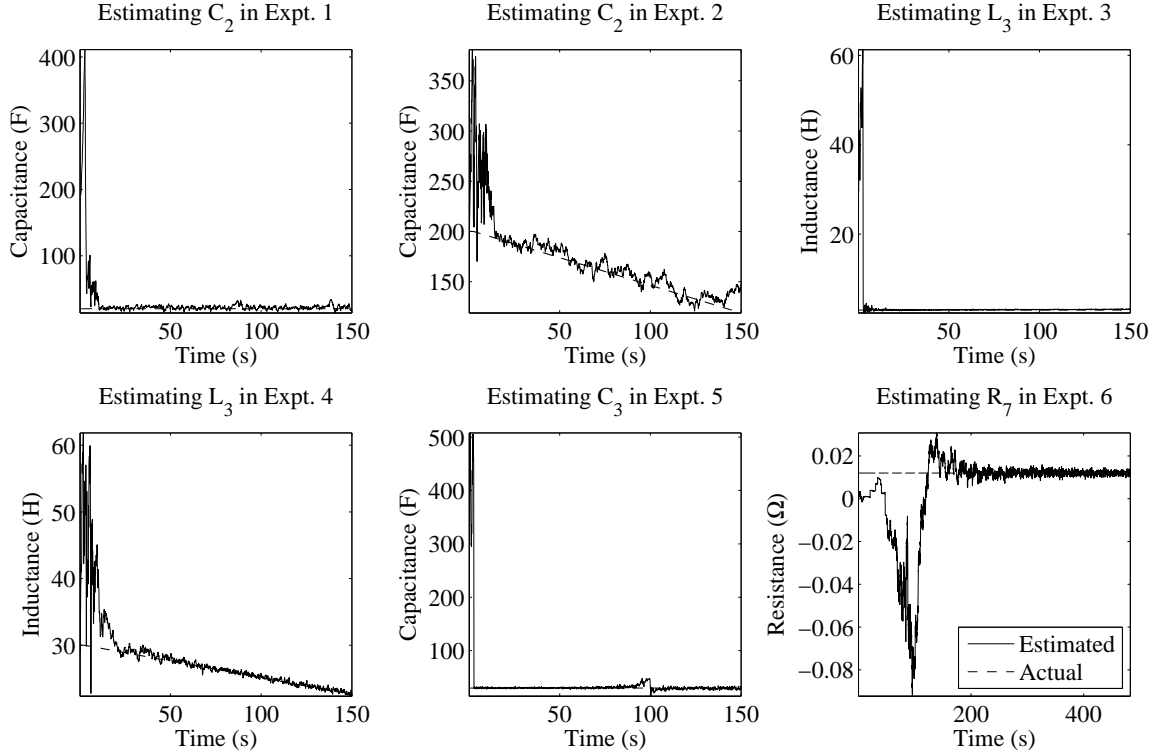 Estimating C2 in Expt. 1
Capacitance (F)
400
300
200
100
50
100
150
Time (s)
Estimating C2 in Expt. 2
Capacitance (F)
350
300
250
200
150
50
100
150
Time (s)
Estimating L3 in Expt. 3
Inductance (H)
60
40
20
50
100
150
Time (s)
Estimating L3 in Expt. 4
Inductance (H)
60
50
40
30
50
100
150
Time (s)
Estimating C3 in Expt. 5
Capacitance (F)
500
400
300
200
100
50
100
150
Time (s)
Estimating R7 in Expt. 6
Resistance (Ω)
0.02
0
−0.02
−0.04
−0.06
−0.08
200
400
Time (s)
Estimated
Actual